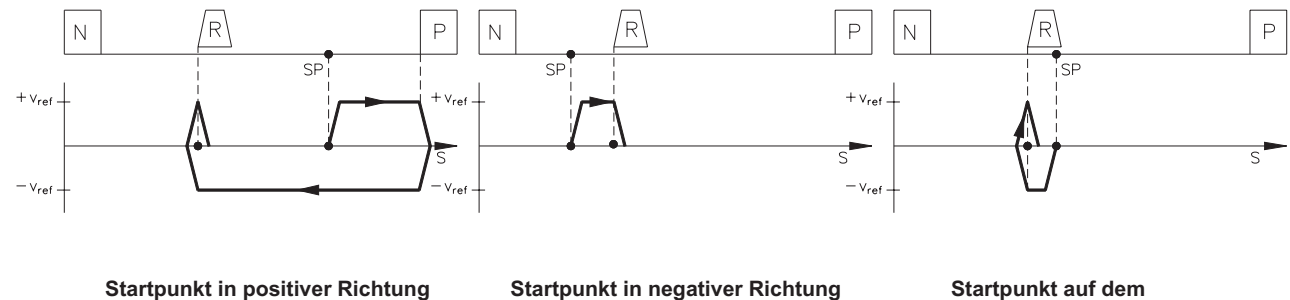 N R P N R P N R P
SP SP SP
+v_ref +v_ref +v_ref
S S S
−v_ref −v_ref −v_ref
Startpunkt in positiver Richtung Startpunkt in negativer Richtung Startpunkt auf dem